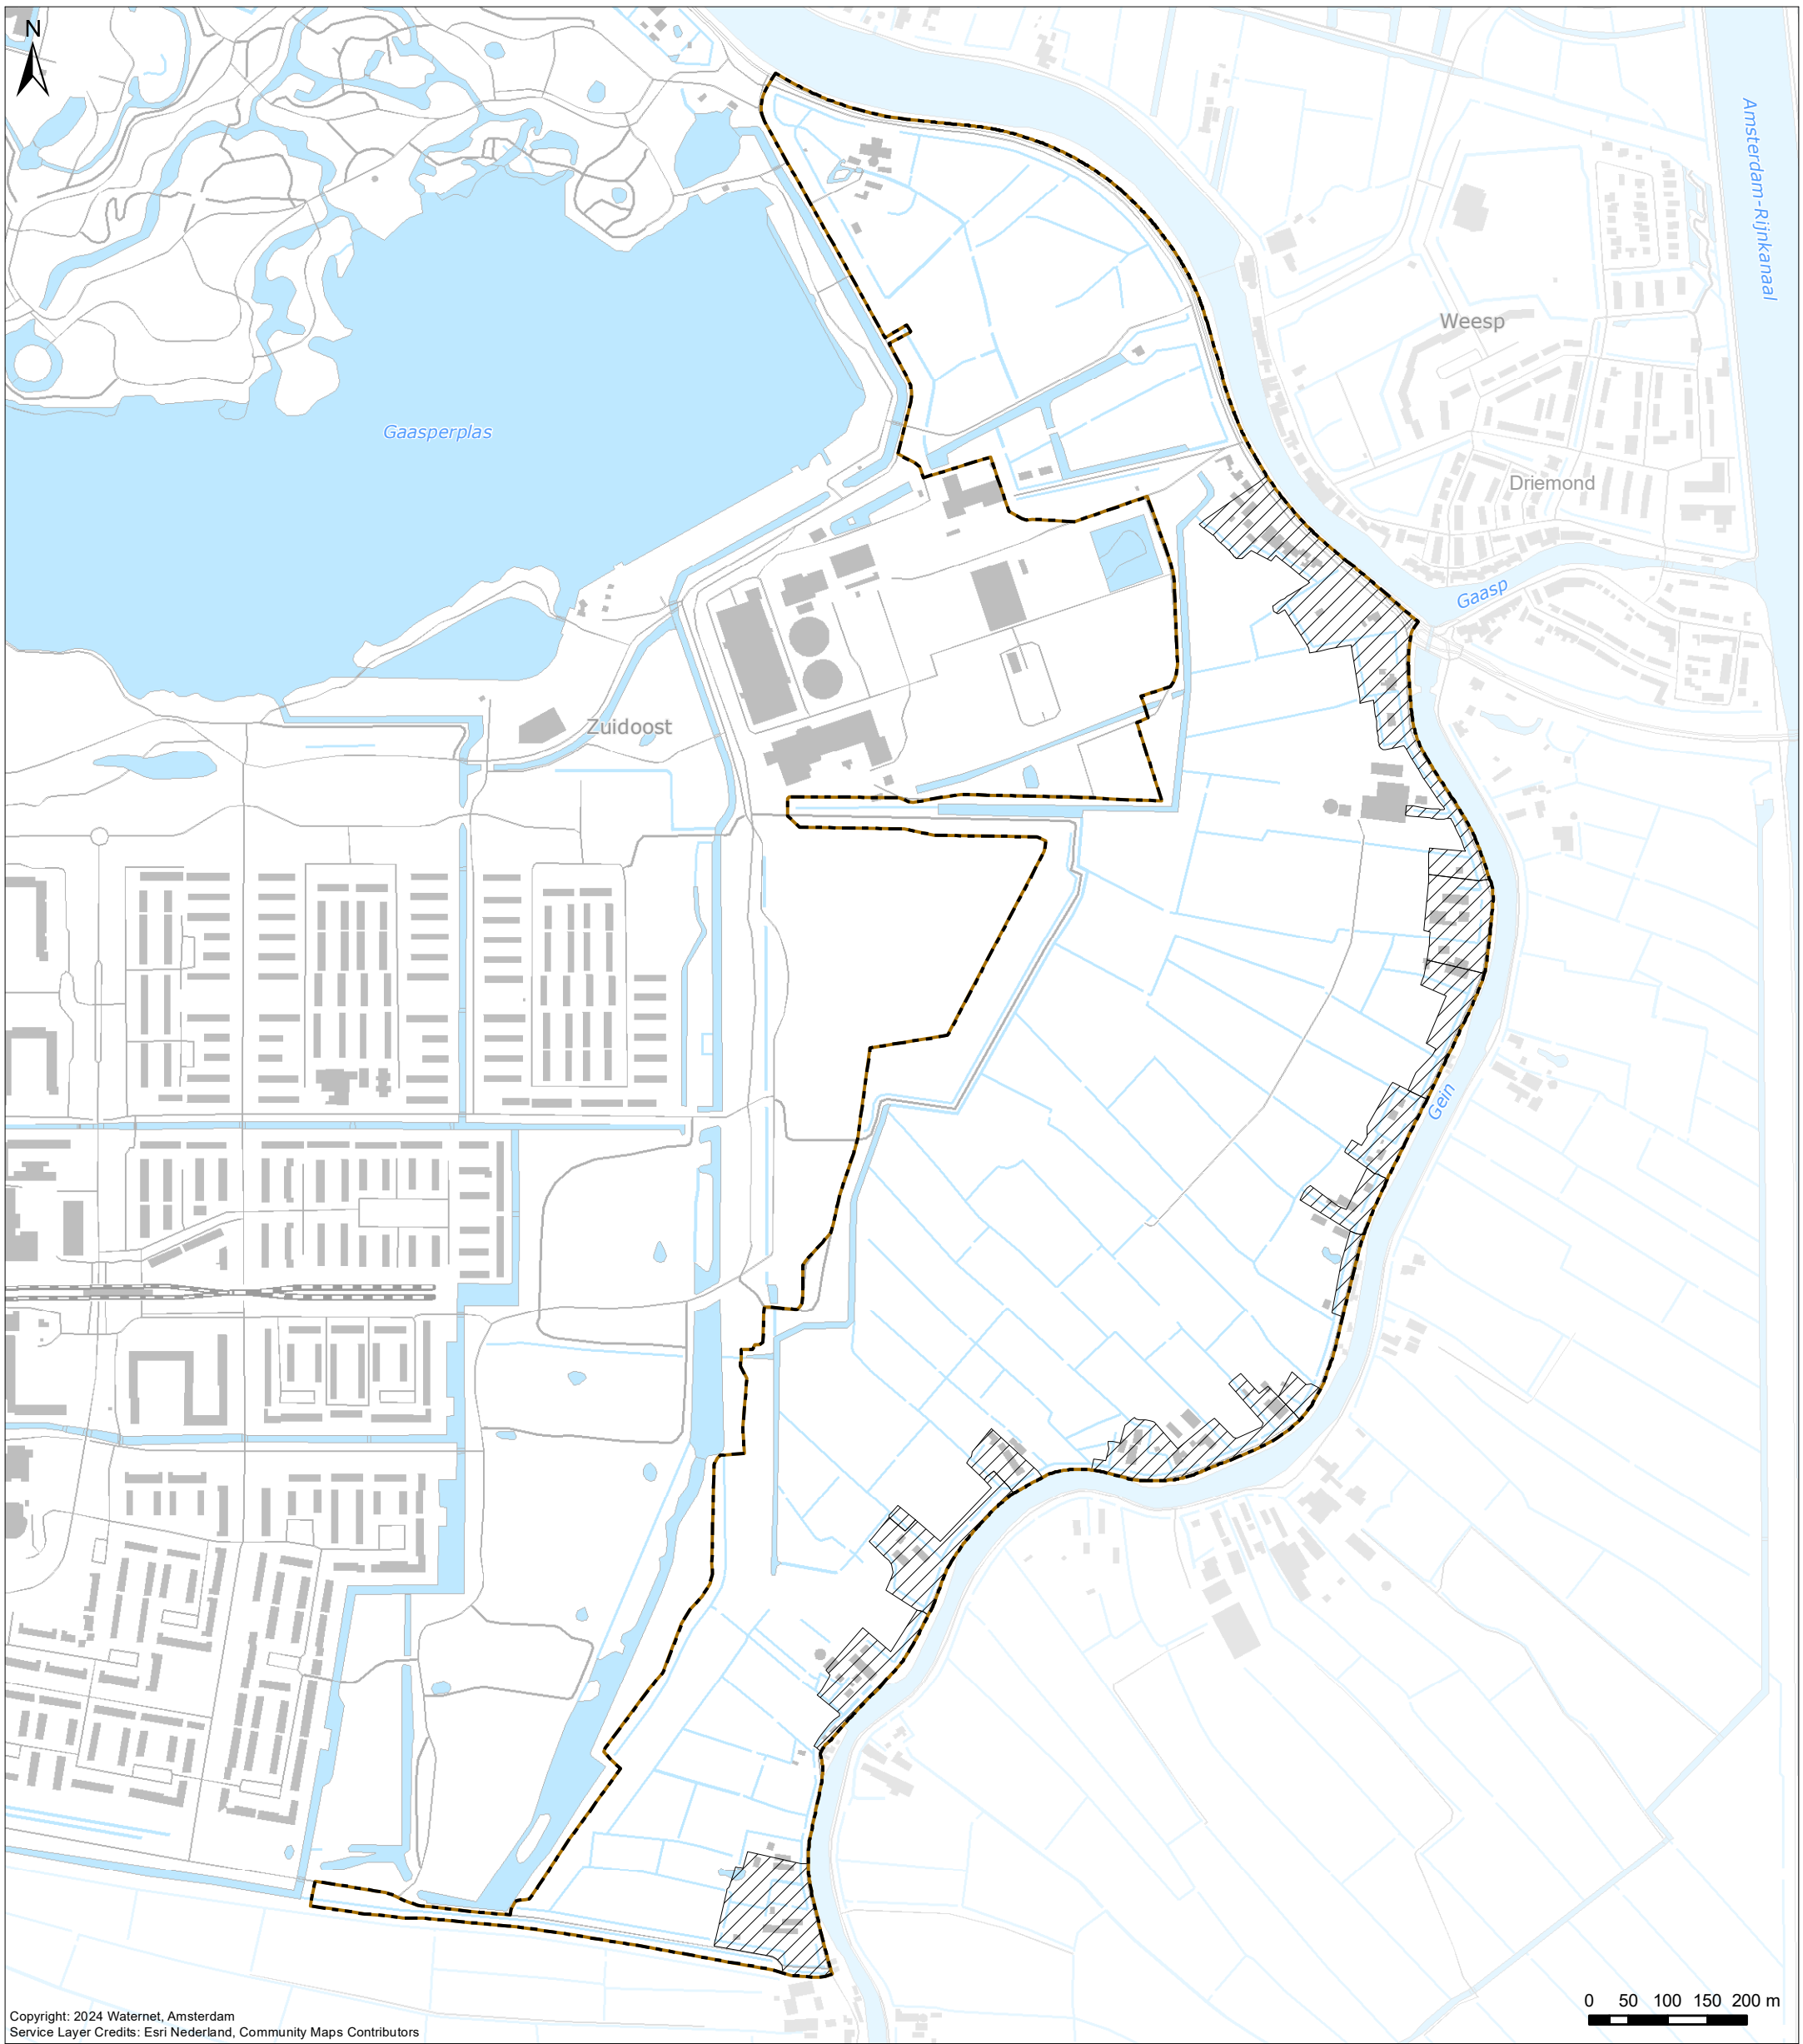 N
Amsterdam-Rijnkanaal
Weesp
Gaasperplas
Driemond
Gaasp
Zuidoost
Gein
0 50 100 150 200 m
Copyright: 2024 Waternet, Amsterdam
Service Layer Credits: Esri Nederland, Community Maps Contributors